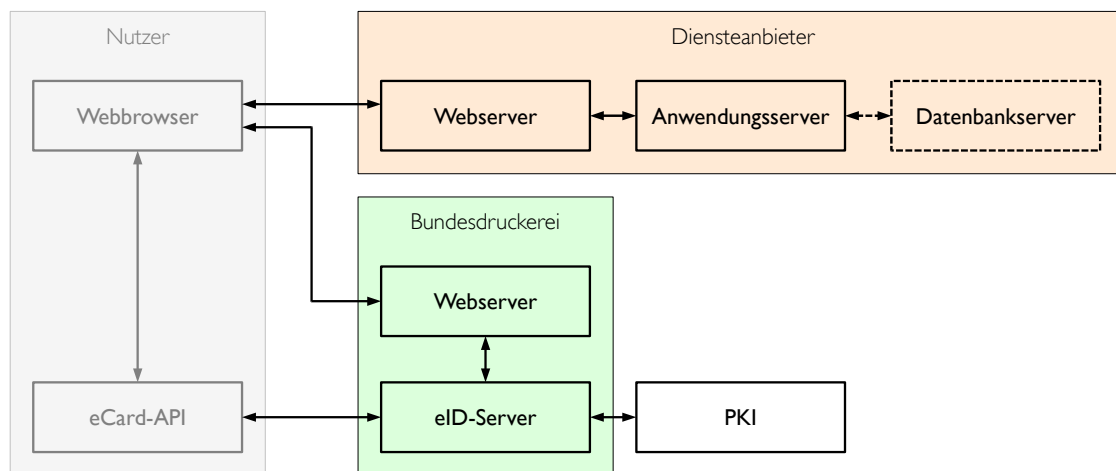 Nutzer
Diensteanbieter
Webbrowser
Webserver
Anwendungsserver
Datenbankserver
Bundesdruckerei
Webserver
eCard-API
eID-Server
PKI